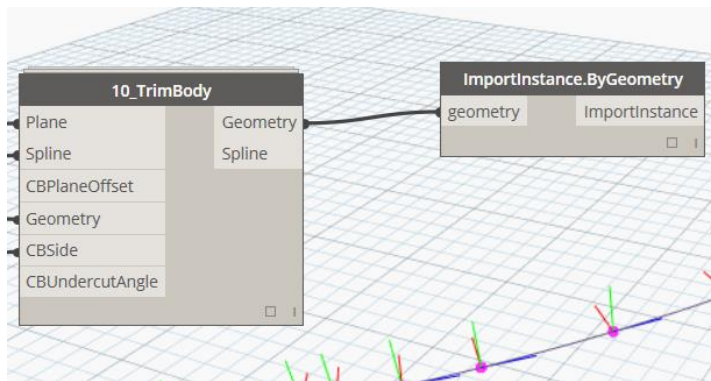 10_TrimBody
Plane
Geometry
Spline
Spline
CBPlaneOffset
Geometry
CBSide
CBUndercutAngle
ImportInstance.ByGeometry
geometry
ImportInstance